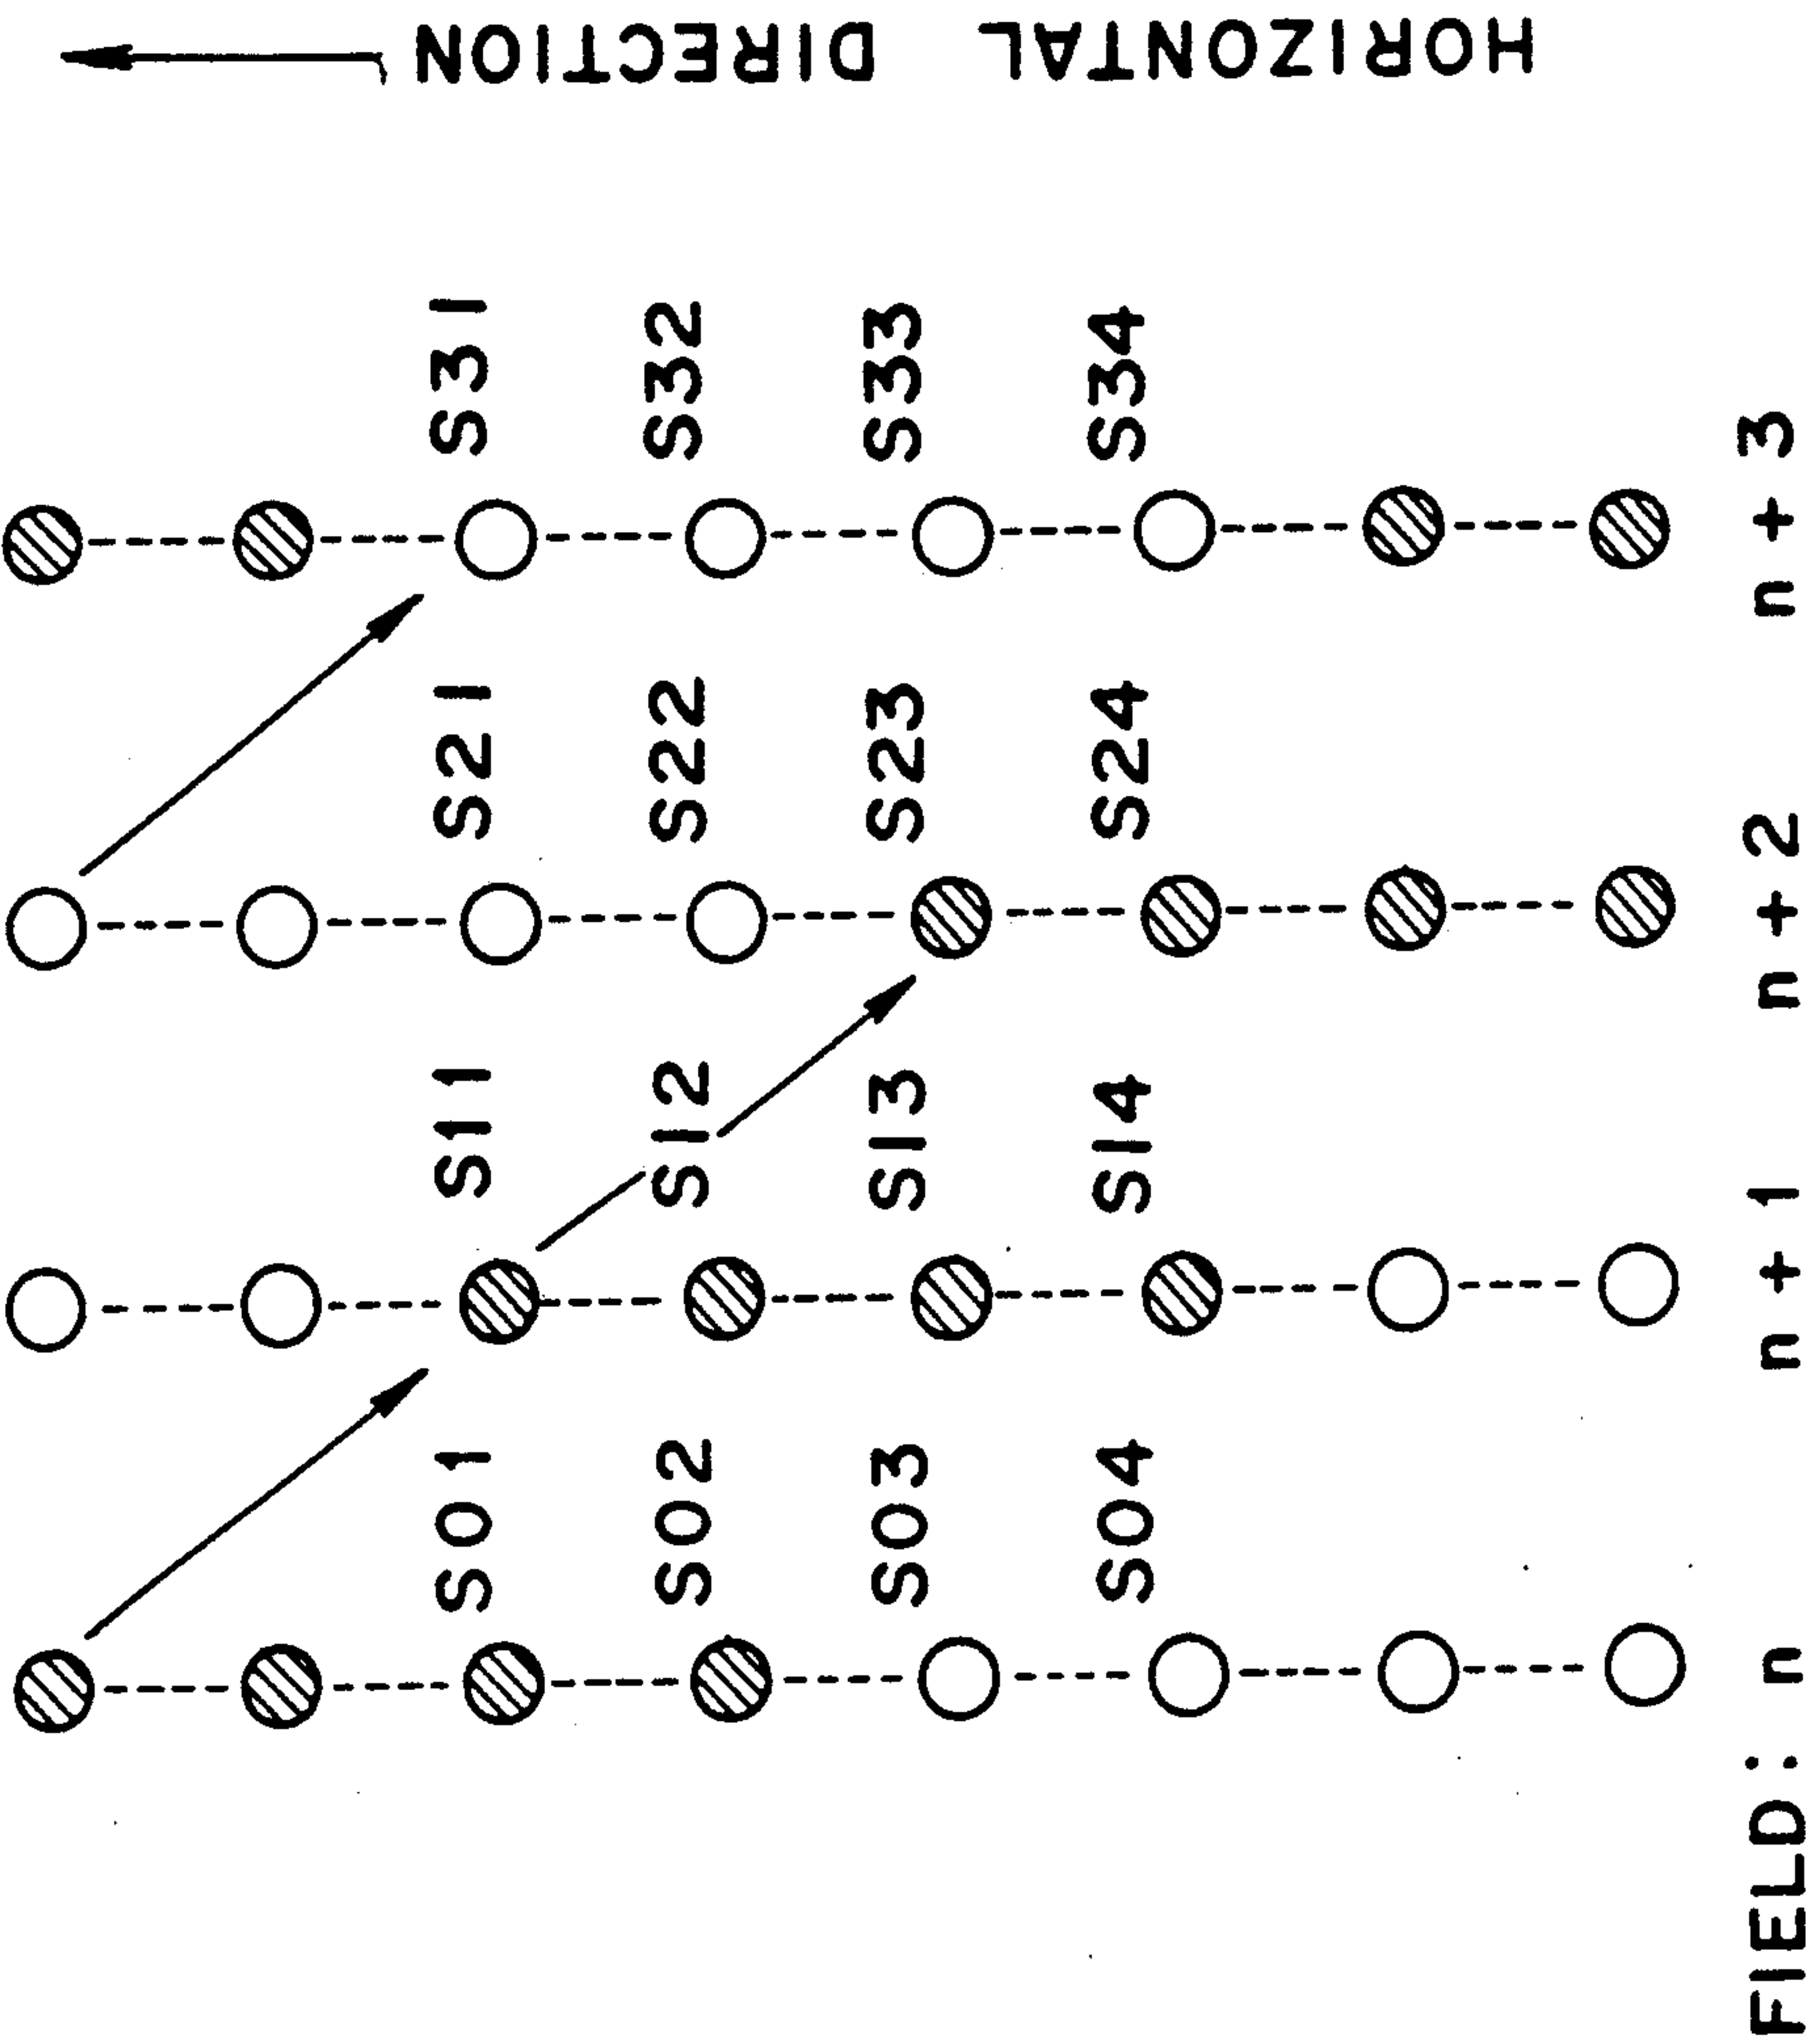 HORIZONTAL DIRECTION
S01 S11 S21 S31
S02 S12 S22 S32
S03 S13 S23 S33
S04 S14 S24 S34
FIELD: n n + 1 n + 2 n + 3